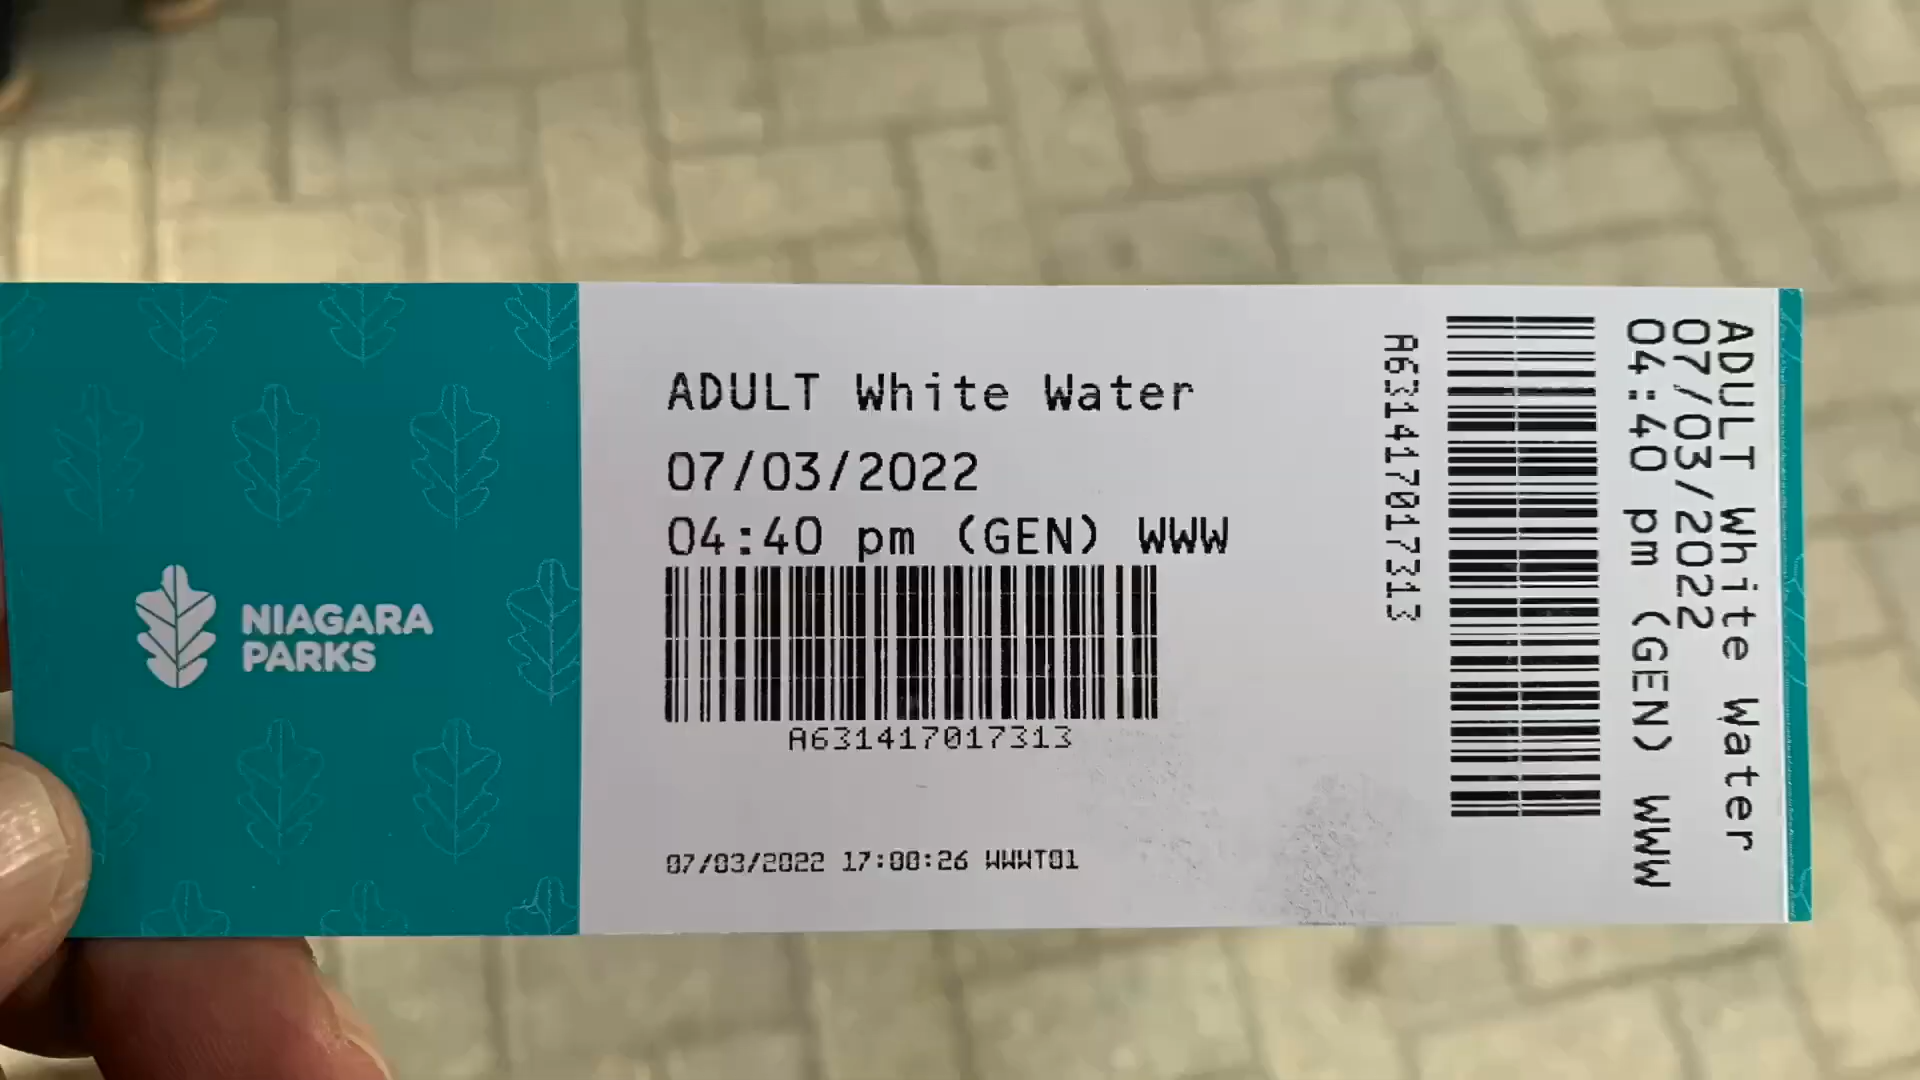 NIAGARA
PARKS
ADULT White Water
07/03/2022
04:40 pm (GEN) WWW
A631417017313
07/03/2022 17:00:26 WWWT01
A631417017313
ADULT White Water
07/03/2022
04:40 pm (GEN) WWW